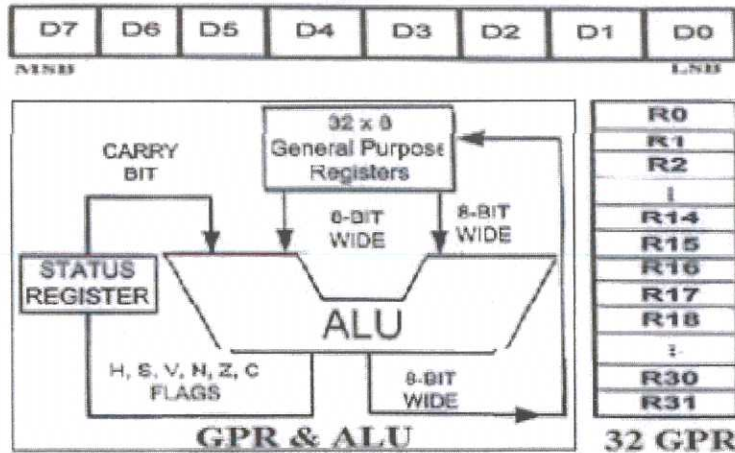 D7 D6 D5 D4 D3 D2 D1 D0
MSB LSB
32 x 8
General Purpose
Registers
CARRY
BIT
8-BIT
WIDE
8-BIT
WIDE
STATUS
REGISTER
ALU
H, S, V, N, Z, C
FLAGS
8-BIT
WIDE
GPR & ALU
R0
R1
R2
:
R14
R15
R16
R17
R18
:
R30
R31
32 GPR